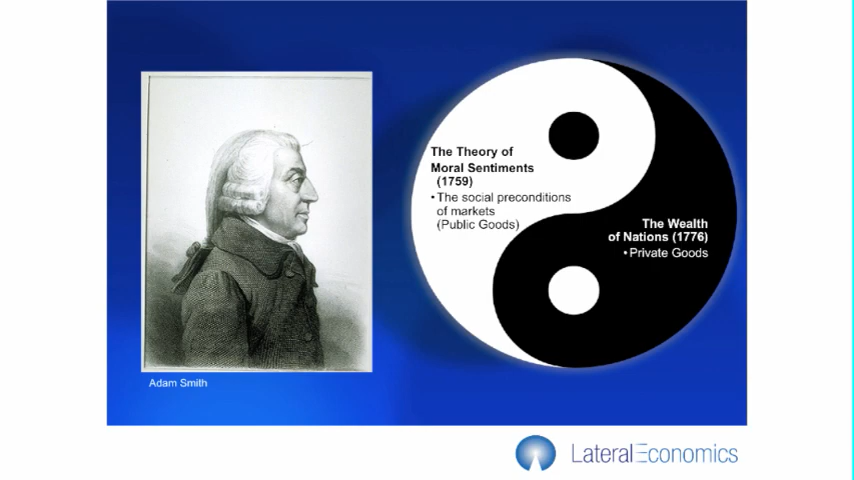 The Theory of
Moral Sentiments
(1759)
• The social preconditions
of markets
(Public Goods)
The Wealth
of Nations (1776)
• Private Goods
Adam Smith
LateralEconomics